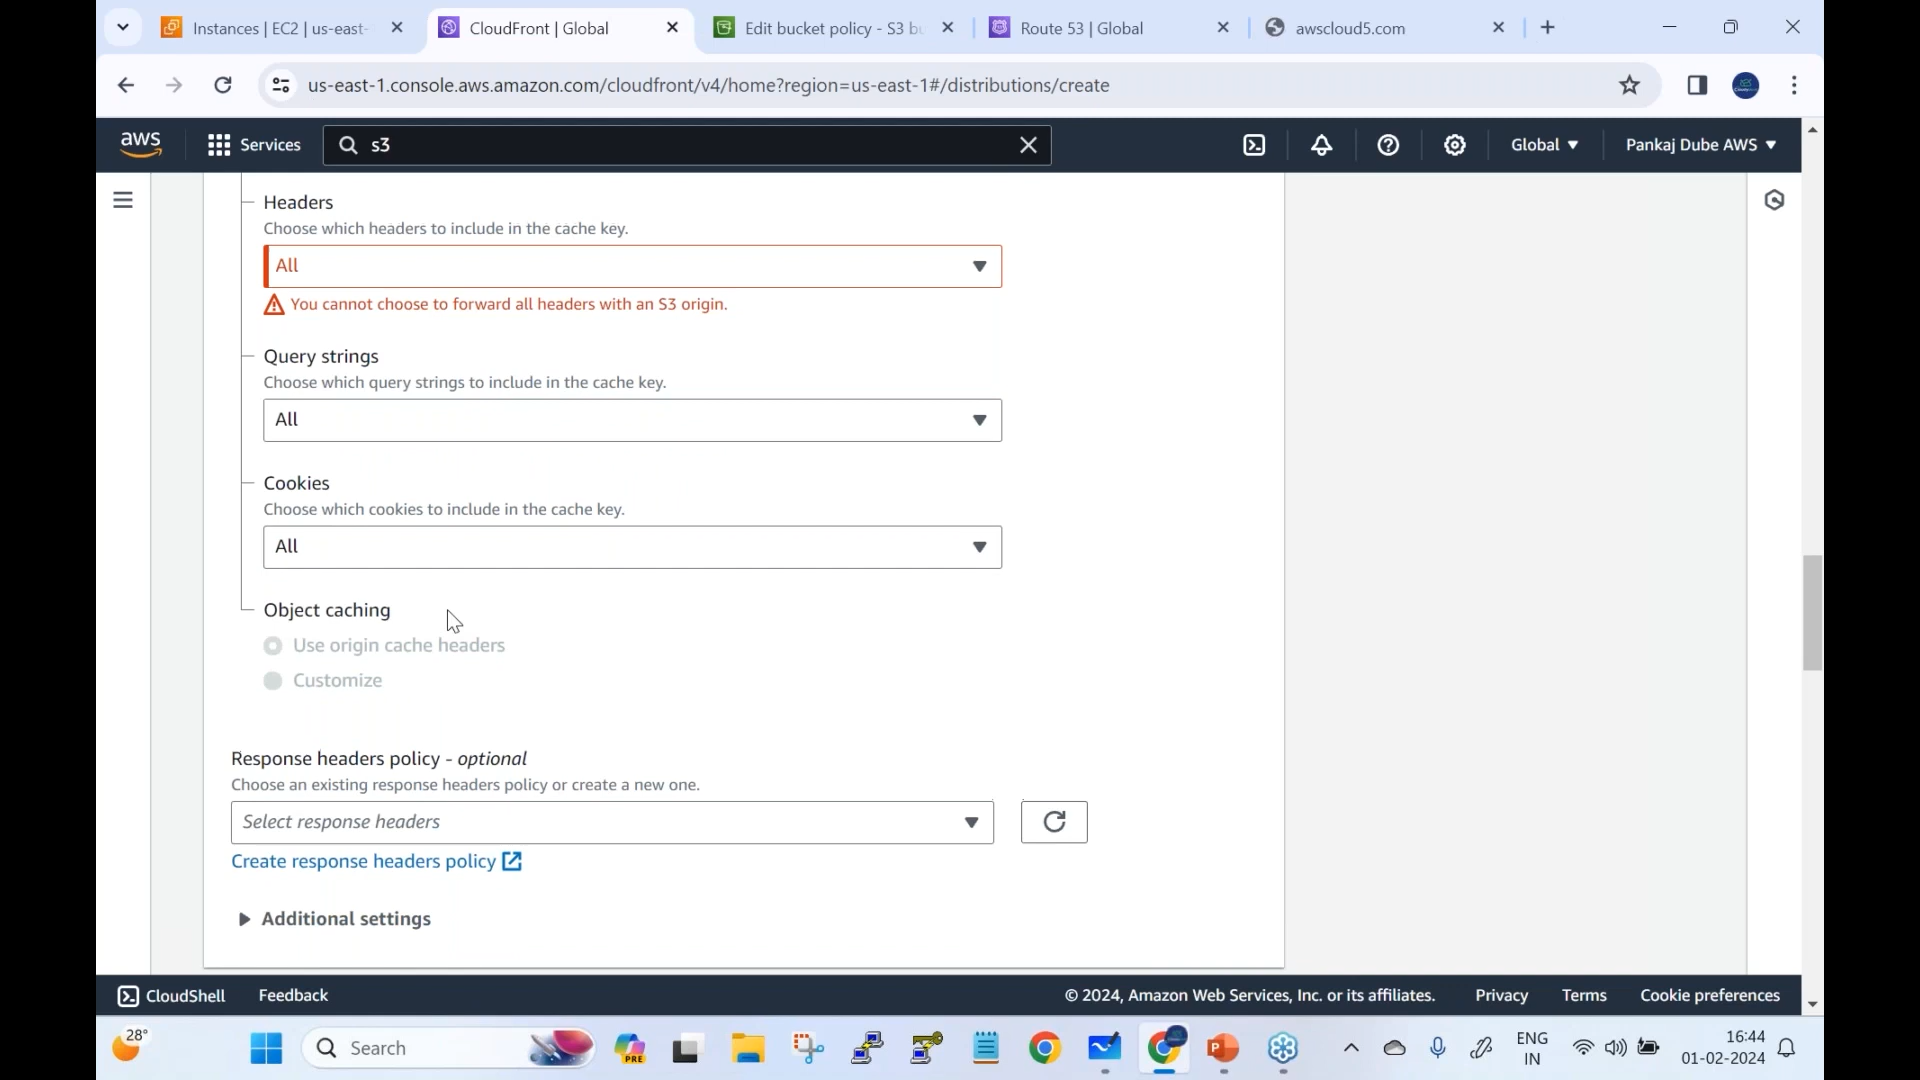 Instances | EC2 | us-east-
CloudFront | Global
Edit bucket policy - S3 bu
Route 53 | Global
awscloud5.com
us-east-1.console.aws.amazon.com/cloudfront/v4/home?region=us-east-1#/distributions/create
aws
Services
s3
Global
Pankaj Dube AWS
Headers
Choose which headers to include in the cache key.
All
You cannot choose to forward all headers with an S3 origin.
Query strings
Choose which query strings to include in the cache key.
All
Cookies
Choose which cookies to include in the cache key.
All
Object caching
Use origin cache headers
Customize
Response headers policy - optional
Choose an existing response headers policy or create a new one.
Select response headers
Create response headers policy
Additional settings
CloudShell
Feedback
© 2024, Amazon Web Services, Inc. or its affiliates.
Privacy
Terms
Cookie preferences
28°
Search
PRE
ENG
IN
16:44
01-02-2024